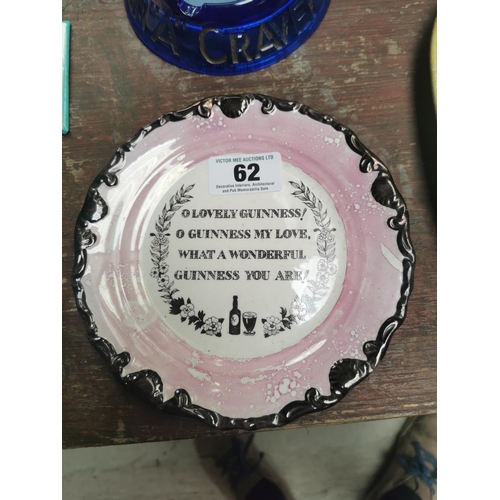 CRAVEN
VICTOR MEE AUCTIONS LTD
62
Decorative Interiors, Architectural
and Pub Memorabilia Sale
O LOVELY GUINNESS!
O GUINNESS MY LOVE,
WHAT A WONDERFUL
GUINNESS YOU ARE!